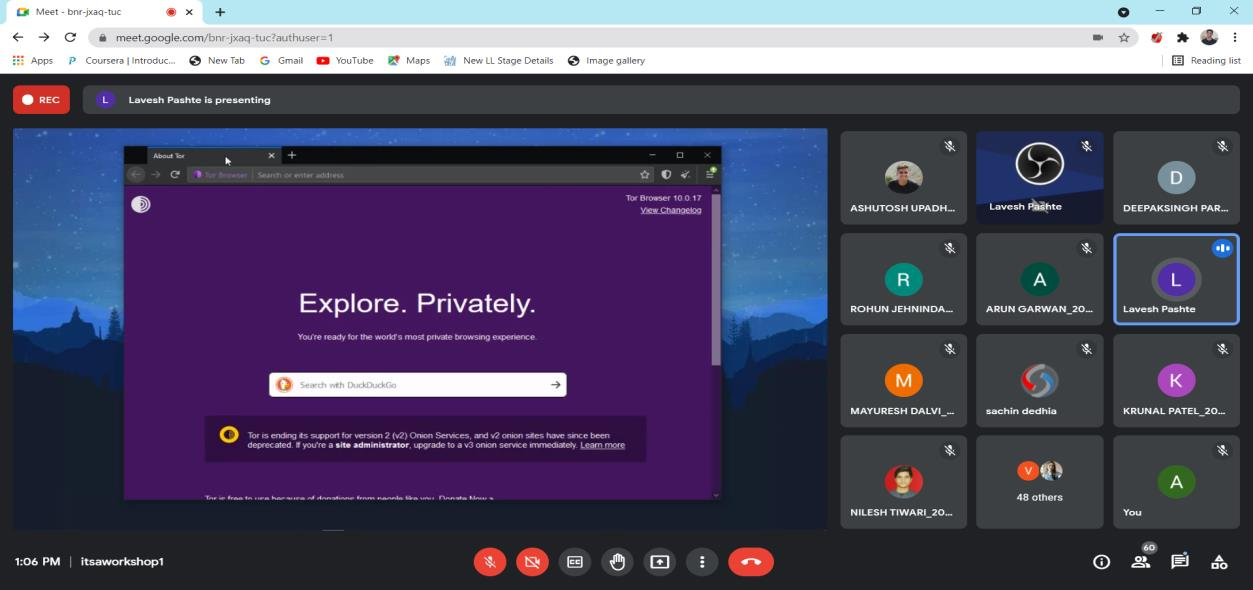 Meet - bnr-jxaq-tuc
meet.google.com/bnr-jxaq-tuc?authuser=1
Apps
P Coursera | Introduc...
New Tab
G Gmail
YouTube
Maps
New LL Stage Details
Image gallery
Reading list
REC
L Lavesh Pashte is presenting
About Tor
Tor Browser Search or enter address
Tor Browser 10.0.17
View Changelog
Explore. Privately.
You're ready for the world's most private browsing experience.
Search with DuckDuckGo
Tor is ending its support for version 2 (v2) Onion Services, and v2 onion sites have since been
deprecated. If you're a site administrator, upgrade to a v3 onion service immediately. Learn more
Tor is free to use because of donations from people like you. Donate Now »
ASHUTOSH UPADH...
Lavesh Pashte
D
DEEPAKSINGH PAR...
R
ROHUN JEHNINDA...
A
ARUN GARWAN_20...
L
Lavesh Pashte
M
MAYURESH DALVI_...
sachin dedhia
K
KRUNAL PATEL_20...
NILESH TIWARI_20...
V
48 others
A
You
1:06 PM | itsaworkshop1
CC
60